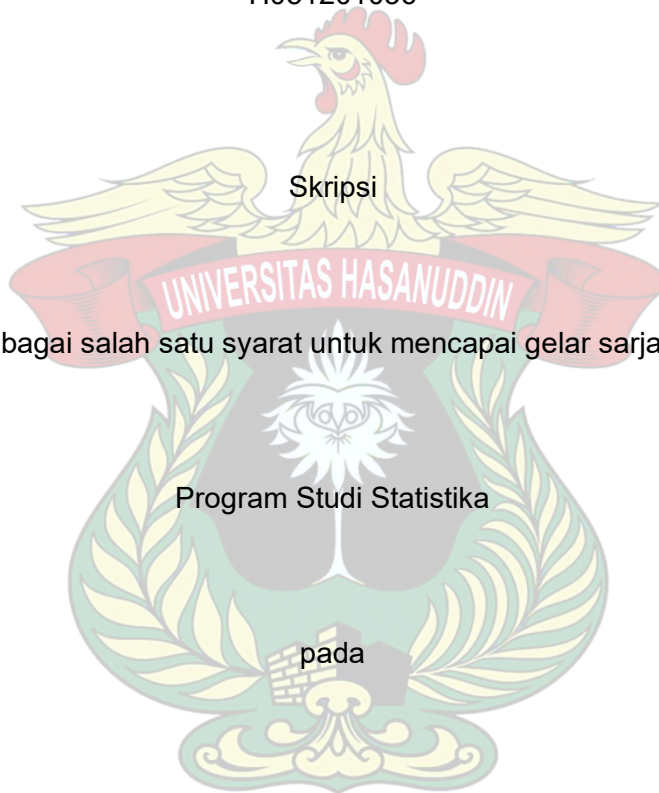 Skripsi
UNIVERSITAS HASANUDDIN
bagai salah satu syarat untuk mencapai gelar sarja
Program Studi Statistika
pada